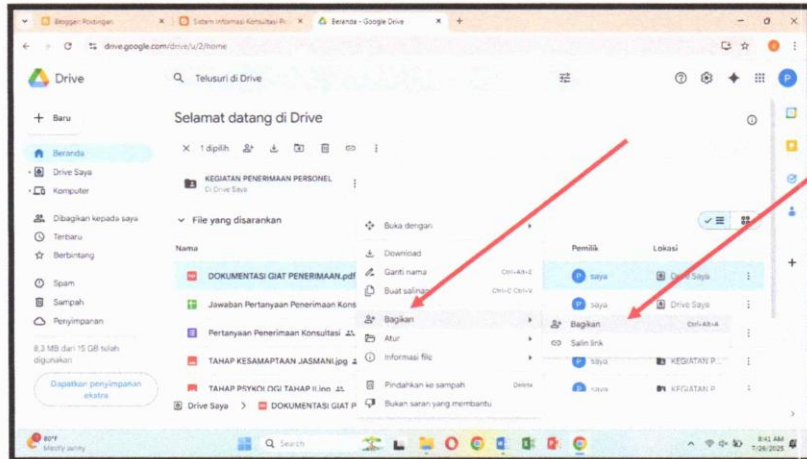 Blogger: Postingan
Sistem Informasi Konsultasi Pe
Beranda - Google Drive
drive.google.com/drive/u/2/home
Drive
Telusuri di Drive
P
+ Baru
Selamat datang di Drive
1 dipilih
Beranda
Drive Saya
Komputer
KEGIATAN PENERIMAAN PERSONEL
Di Drive Saya
Dibagikan kepada saya
Terbaru
Berbintang
Spam
Sampah
Penyimpanan
8,3 MB dari 15 GB telah
digunakan
Dapatkan penyimpanan
ekstra
File yang disarankan
Nama
Pemilik
Lokasi
DOKUMENTASI GIAT PENERIMAAN.pdf
saya
Drive Saya
Jawaban Pertanyaan Penerimaan Kons
saya
Drive Saya
Pertanyaan Penerimaan Konsultasi
TAHAP KESAMAPTAAN JASMANI.jpg
saya
KEGIATAN P...
TAHAP PSYKOLOGI TAHAP II.jpg
saya
KEGIATAN P
Drive Saya > DOKUMENTASI GIAT P
Buka dengan
Download
Ganti nama
Ctrl+Alt+E
Buat salinan
Ctrl+C Ctrl+V
Bagikan
Atur
Informasi file
Pindahkan ke sampah
Delete
Bukan saran yang membantu
Bagikan
Ctrl+Alt+A
Salin link
80°F
Mostly sunny
Search
8:41 AM
7/26/2025